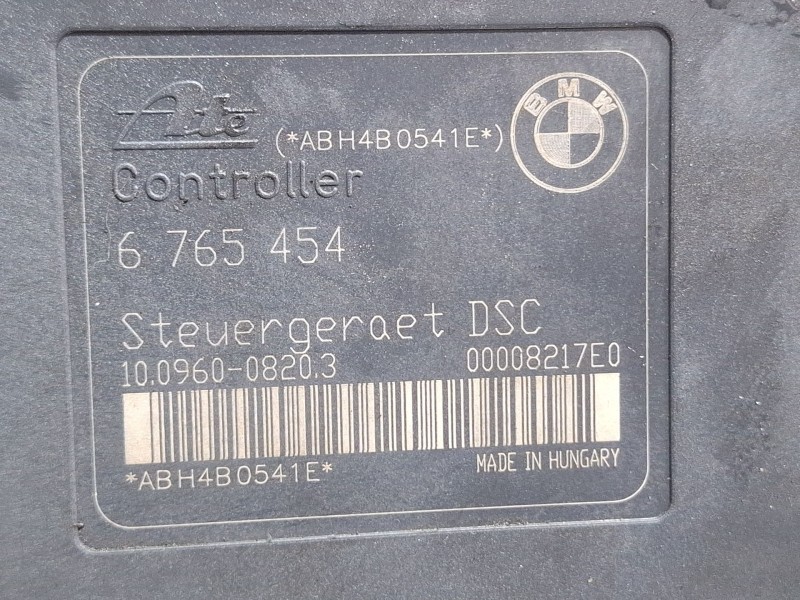 Ate (*ABH4B0541E*) BMW
Controller
6 765 454
Steuergeraet DSC
10.0960-0820.3 00008217E0
*ABH4B0541E* MADE IN HUNGARY